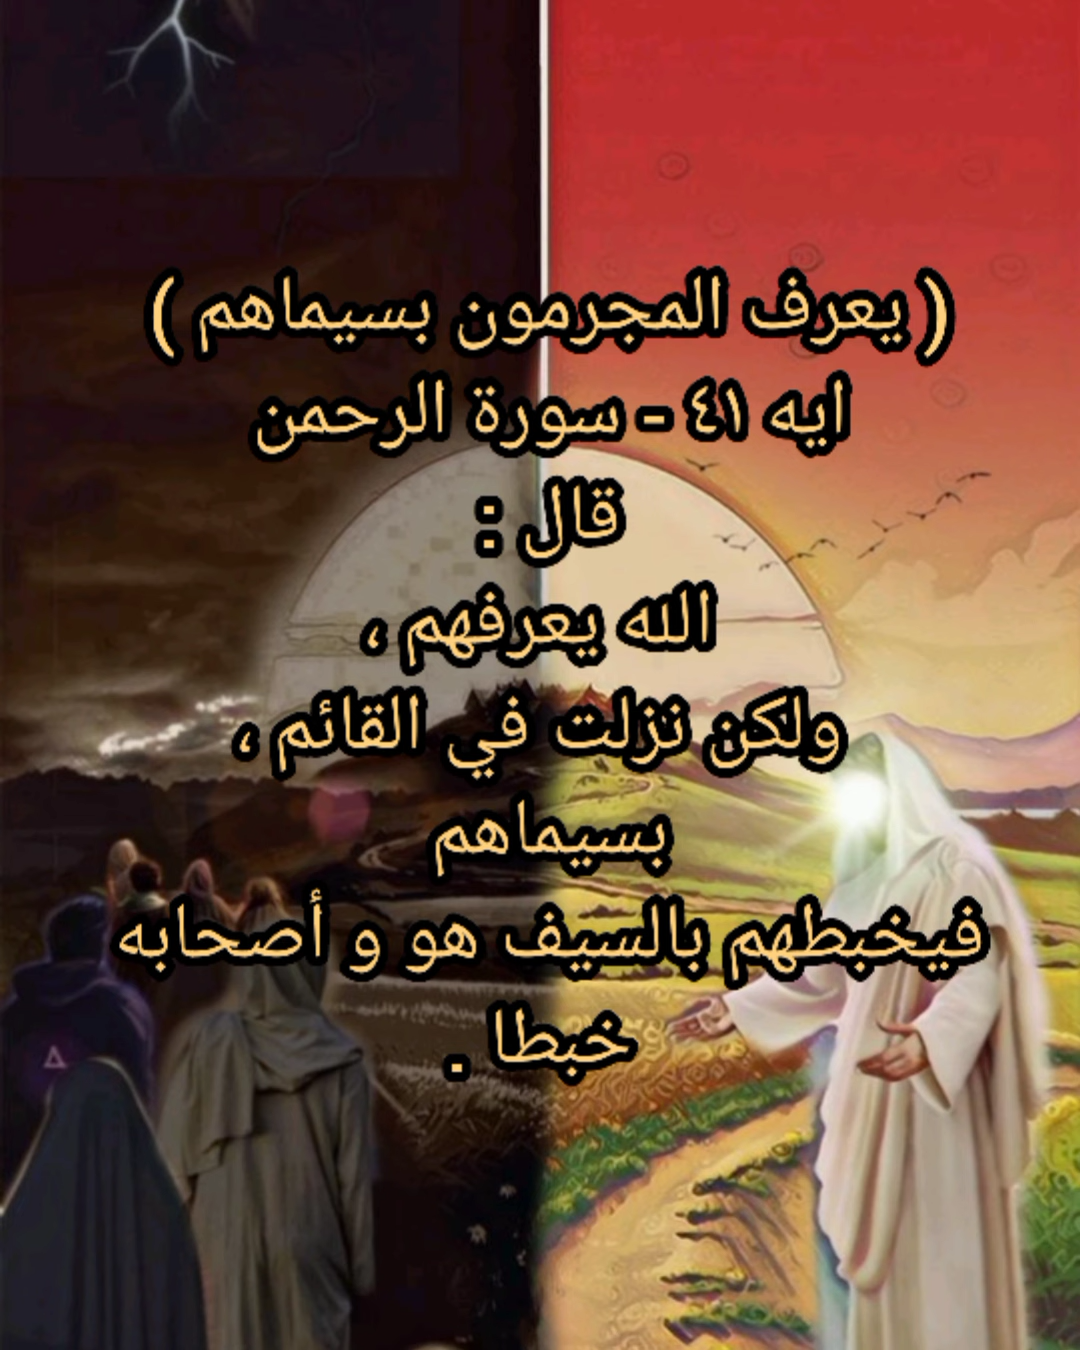 ( يعرف المجرمون بسيماهم )
ايه ٤١ - سورة الرحمن
قال :
الله يعرفهم ،
ولكن نزلت في القائم ،
بسيماهم
فيخبطهم بالسيف هو و أصحابه
خبطا .